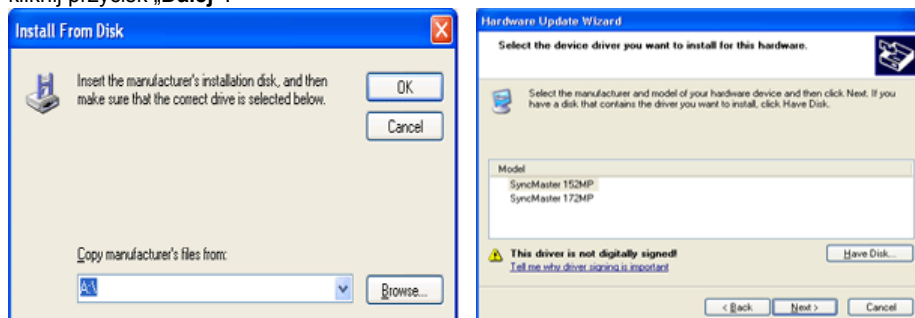 kliknij przycisk „Dalej”.
Install From Disk
Insert the manufacturer's installation disk, and then
make sure that the correct drive is selected below.
OK
Cancel
Copy manufacturer's files from:
A:\
Browse...
Hardware Update Wizard
Select the device driver you want to install for this hardware.
Select the manufacturer and model of your hardware device and then click Next. If you
have a disk that contains the driver you want to install, click Have Disk.
Model
SyncMaster 152MP
SyncMaster 172MP
This driver is not digitally signed!
Tell me why driver signing is important
Have Disk...
< Back
Next >
Cancel